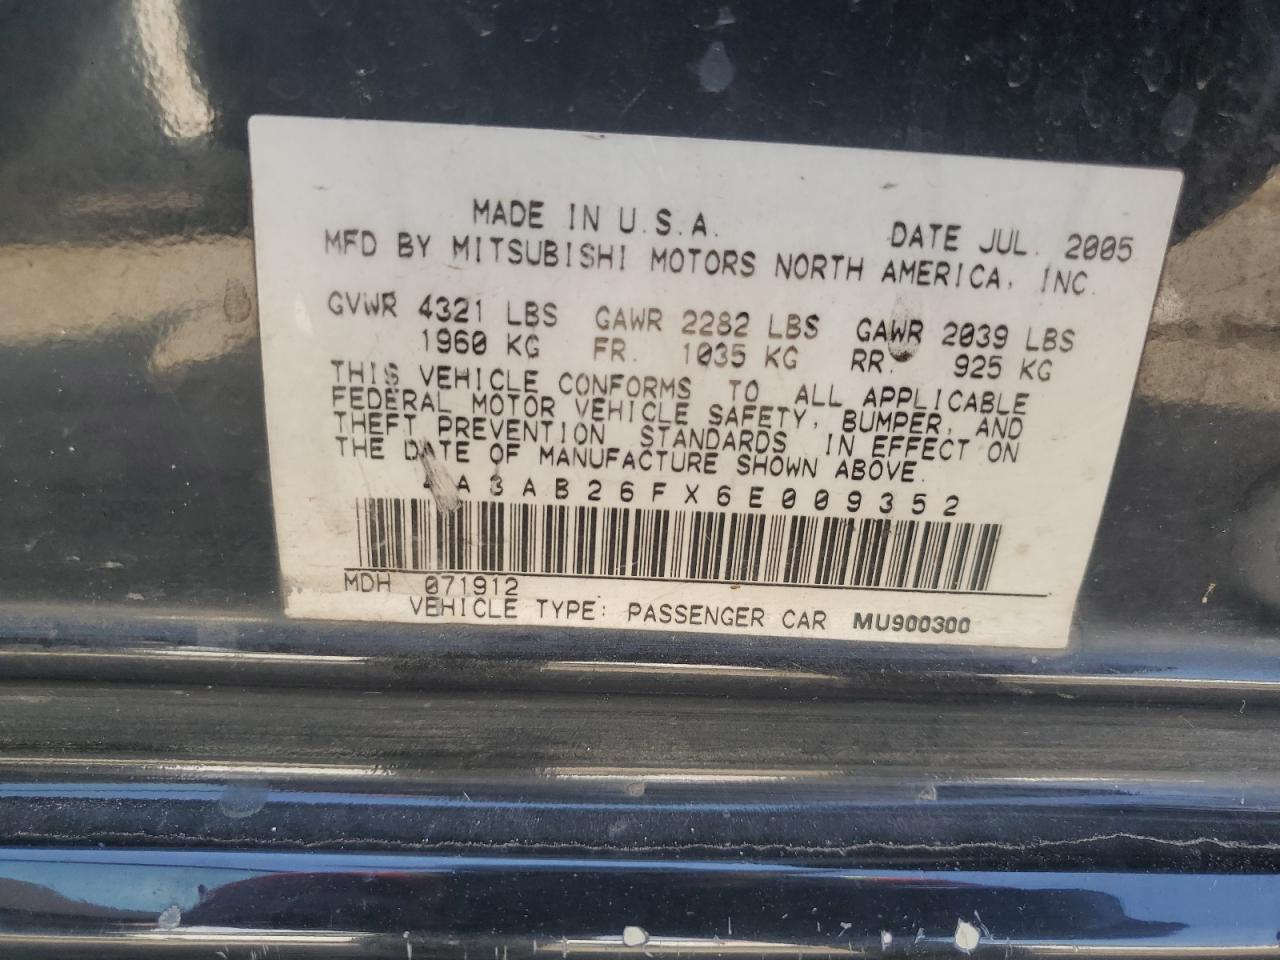 MADE IN U.S.A. DATE JUL. 2005
MFD BY MITSUBISHI MOTORS NORTH AMERICA, INC.
GVWR 4321 LBS GAWR 2282 LBS GAWR 2039 LBS
1960 KG FR. 1035 KG RR. 925 KG
THIS VEHICLE CONFORMS TO ALL APPLICABLE
FEDERAL MOTOR VEHICLE SAFETY, BUMPER, AND
THEFT PREVENTION STANDARDS IN EFFECT ON
THE DATE OF MANUFACTURE SHOWN ABOVE.
4A3AB26FX6E009352
MDH 071912
VEHICLE TYPE: PASSENGER CAR MU900300